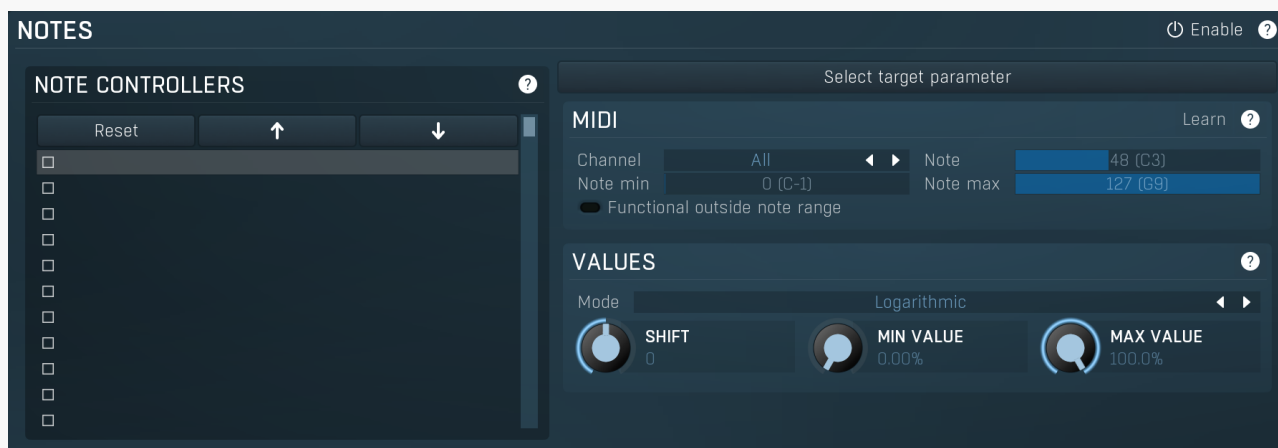 NOTES
Enable ?
NOTE CONTROLLERS ?
Reset ↑ ↓
Select target parameter
MIDI Learn ?
Channel All Note 48 (C3)
Note min 0 (C-1) Note max 127 (G9)
Functional outside note range
VALUES ?
Mode Logarithmic
SHIFT
0
MIN VALUE
0.00%
MAX VALUE
100.0%